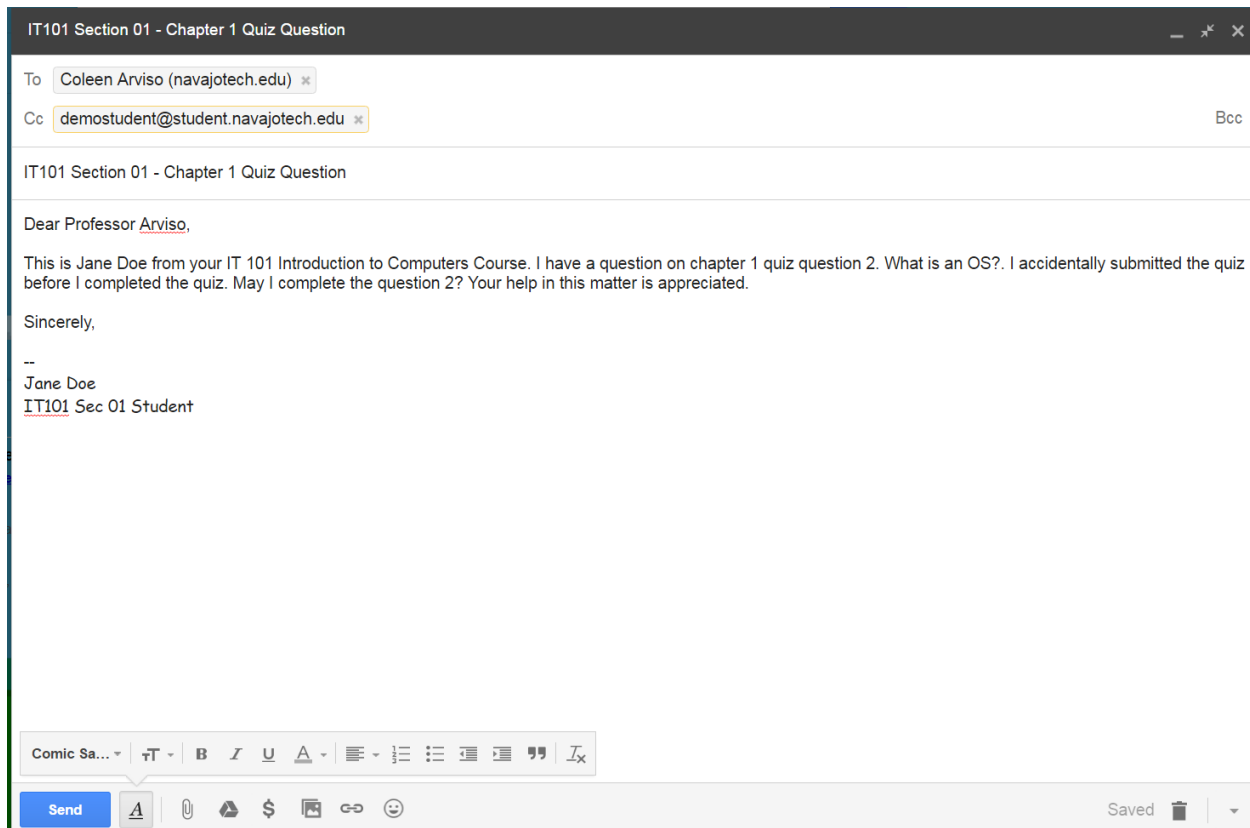 IT101 Section 01 - Chapter 1 Quiz Question
To Coleen Arviso (navajotech.edu)
Cc demostudent@student.navajotech.edu Bcc
IT101 Section 01 - Chapter 1 Quiz Question
Dear Professor Arviso,
This is Jane Doe from your IT 101 Introduction to Computers Course. I have a question on chapter 1 quiz question 2. What is an OS?. I accidentally submitted the quiz
before I completed the quiz. May I complete the question 2? Your help in this matter is appreciated.
Sincerely,
--
Jane Doe
IT101 Sec 01 Student
Comic Sa... B I U A
Send A $ Saved